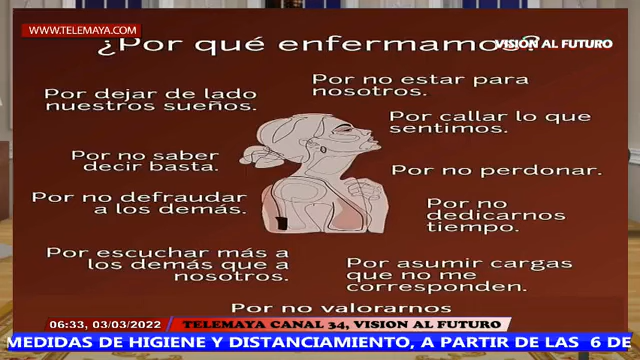 WWW.TELEMAYA.COM
¿Por qué enfermamos?
VISION AL FUTURO
Por dejar de lado
nuestros sueños.
Por no estar para
nosotros.
Por callar lo que
sentimos.
Por no saber
decir basta.
Por no perdonar.
Por no defraudar
a los demás.
Por no
dedicarnos
tiempo.
Por escuchar más a
los demás que a
nosotros.
Por asumir cargas
que no me
corresponden.
Por no valorarnos
06:33, 03/03/2022
TELEMAYA CANAL 34, VISION AL FUTURO
MEDIDAS DE HIGIENE Y DISTANCIAMIENTO, A PARTIR DE LAS 6 DE